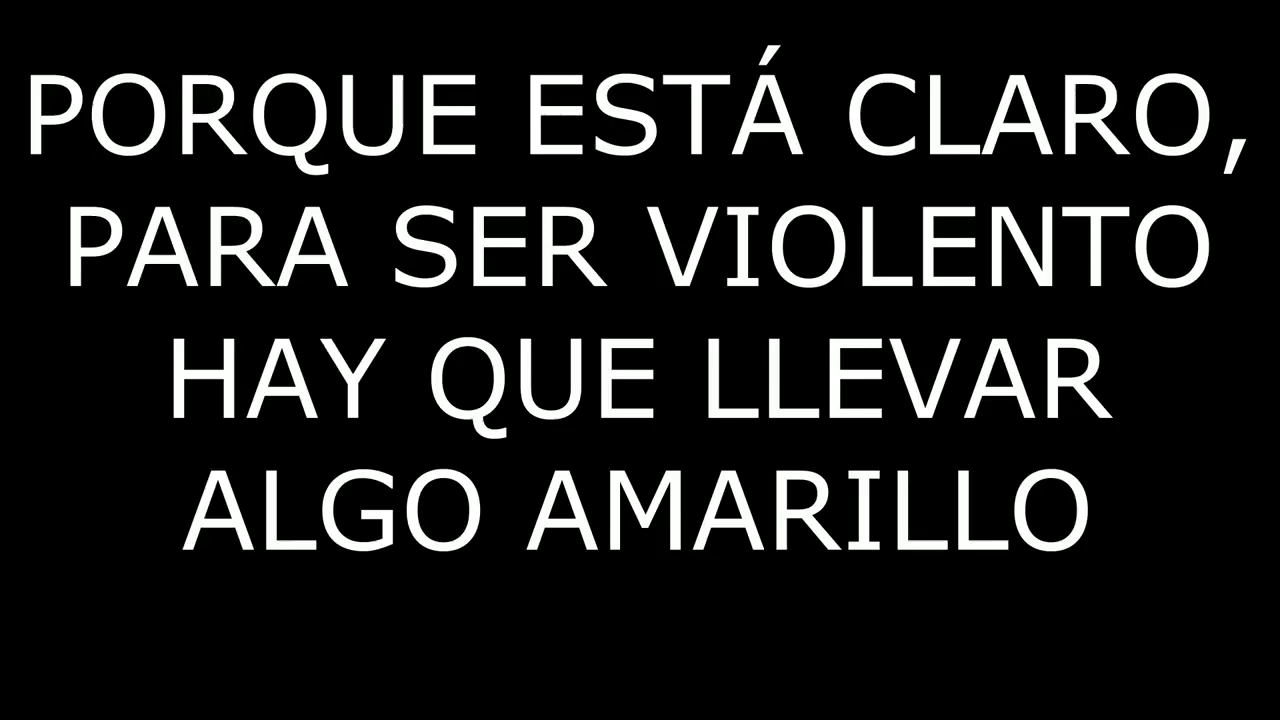 PORQUE ESTÁ CLARO,
PARA SER VIOLENTO
HAY QUE LLEVAR
ALGO AMARILLO